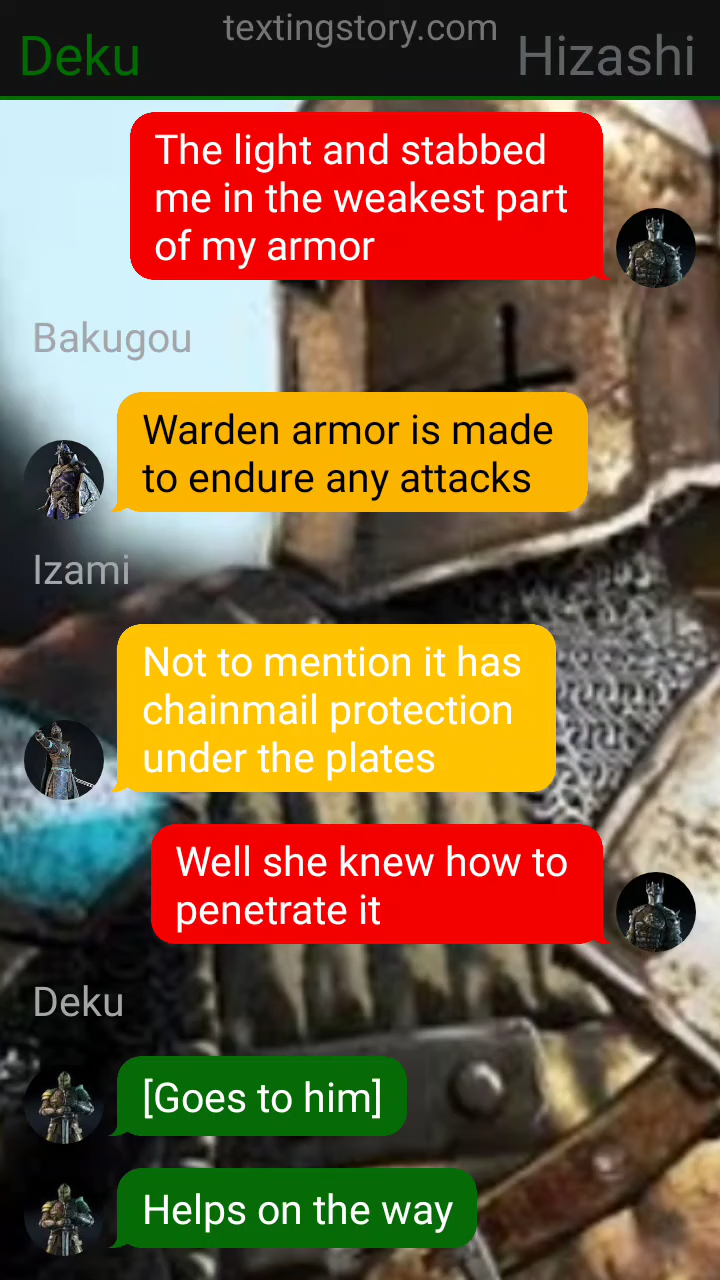 textingstory.com
Deku
Hizashi
The light and stabbed
me in the weakest part
of my armor
Bakugou
Warden armor is made
to endure any attacks
Izami
Not to mention it has
chainmail protection
under the plates
Well she knew how to
penetrate it
Deku
[Goes to him]
Helps on the way